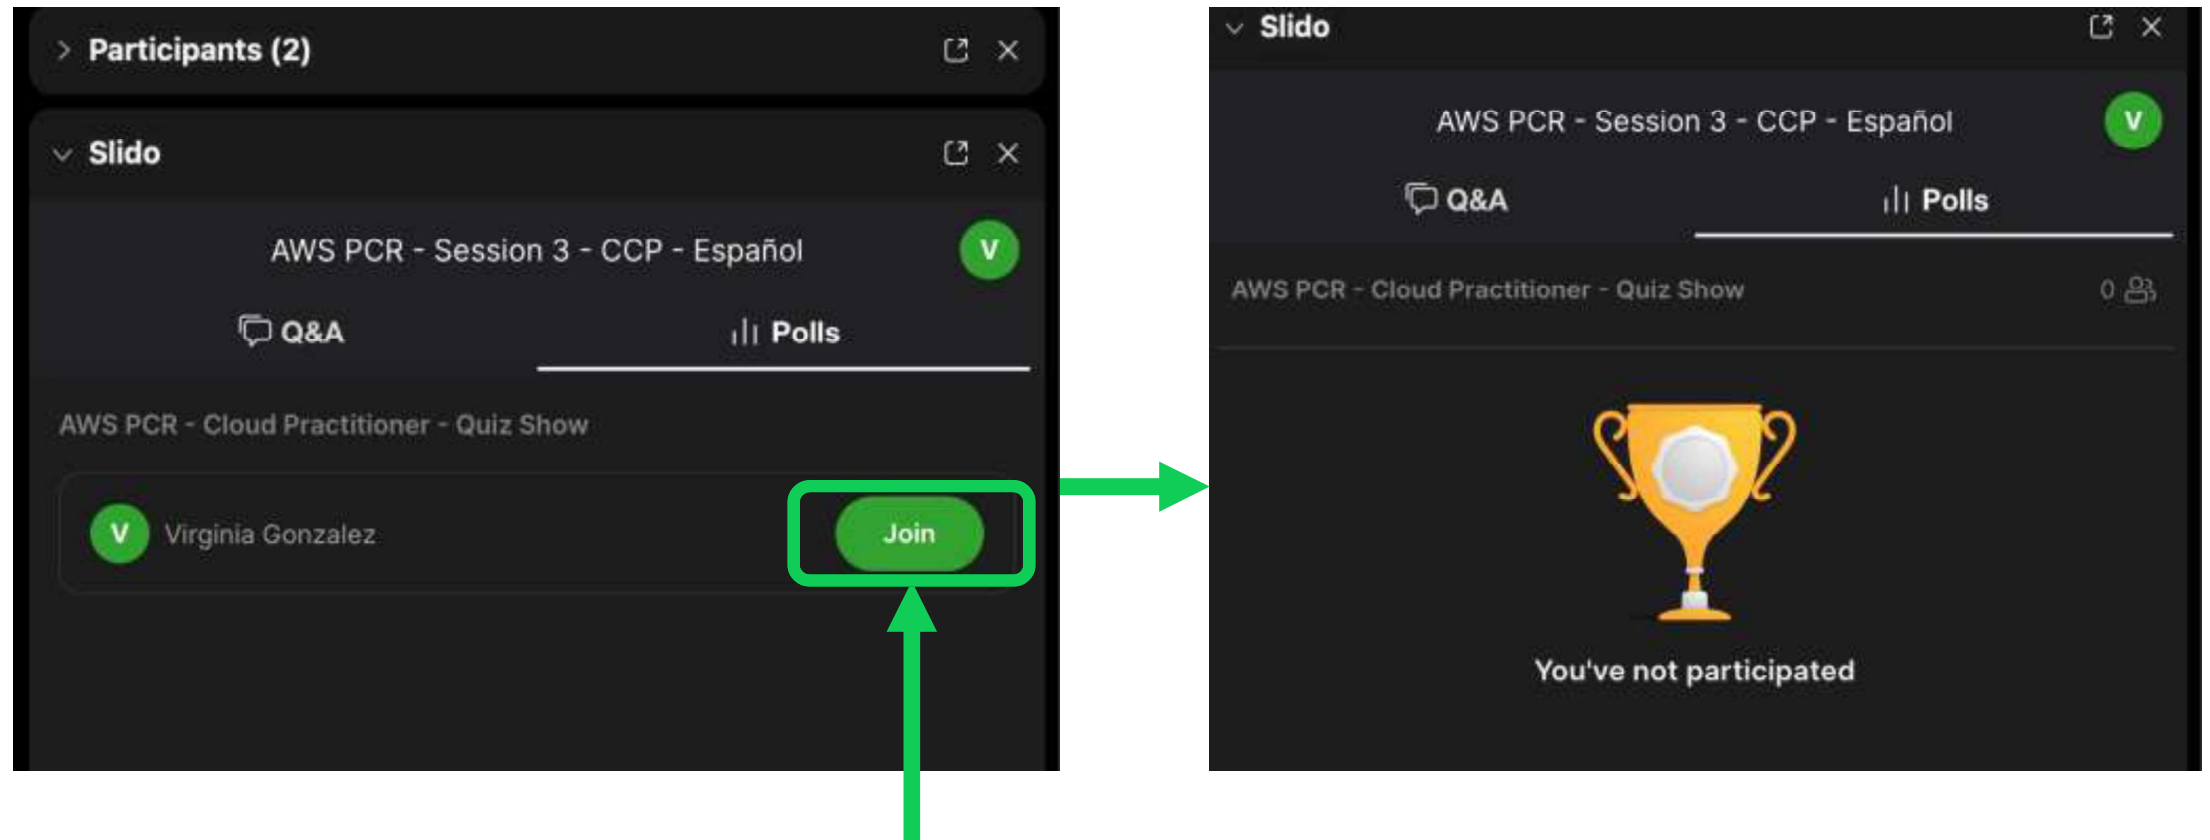 Participants (2)
Slido
AWS PCR - Session 3 - CCP - Español
V
Q&A
Polls
AWS PCR - Cloud Practitioner - Quiz Show
V Virginia Gonzalez
Join
Slido
AWS PCR - Session 3 - CCP - Español
V
Q&A
Polls
AWS PCR - Cloud Practitioner - Quiz Show
0
You've not participated